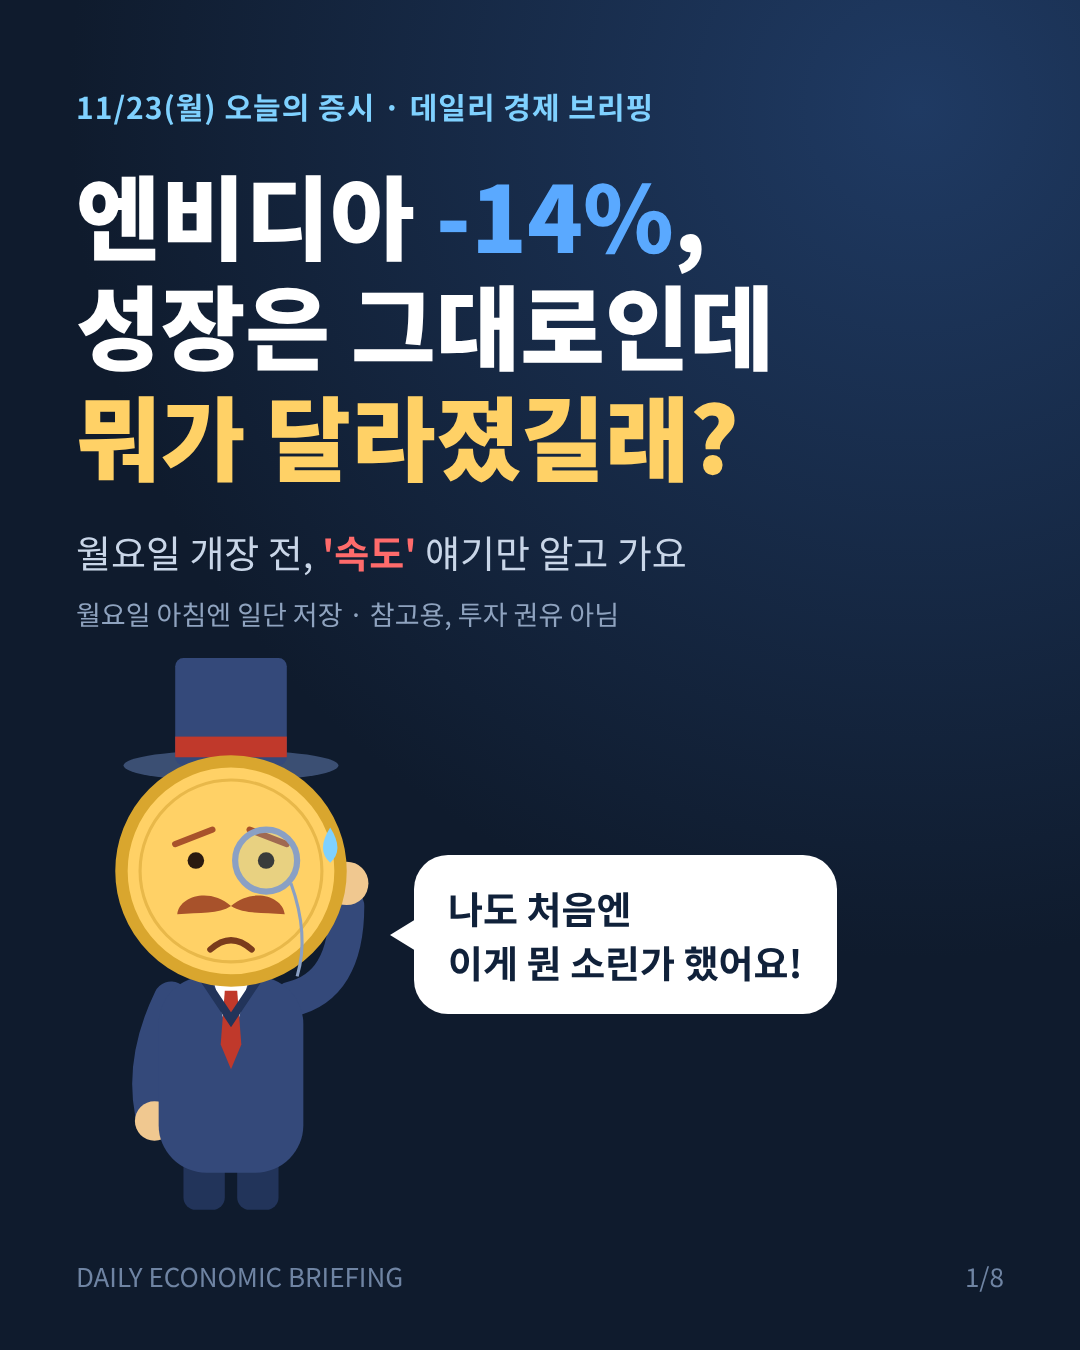 11/23(월) 오늘의 증시 · 데일리 경제 브리핑
엔비디아 -14%,
성장은 그대로인데
뭐가 달라졌길래?
월요일 개장 전, '속도' 얘기만 알고 가요
월요일 아침엔 일단 저장 · 참고용, 투자 권유 아님
나도 처음엔
이게 뭔 소린가 했어요!
DAILY ECONOMIC BRIEFING
1/8